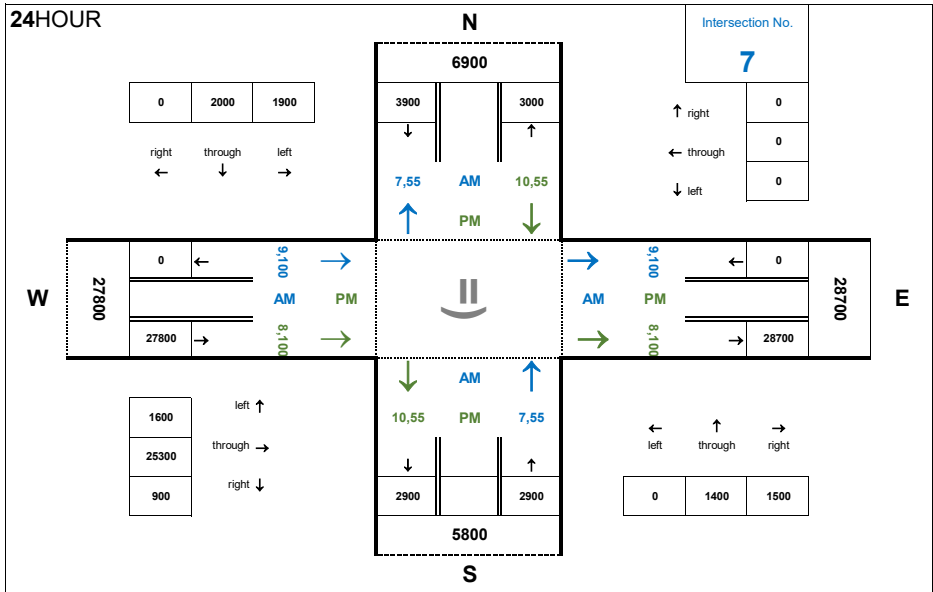 24HOUR
N
Intersection No.
7
6900
3900
3000
↓
↑
0
2000
1900
right
through
left
←
↓
→
↑ right
0
← through
0
↓ left
0
7,55
AM
10,55
PM
W
27800
0
←
9,100
→
AM
PM
27800
→
8,100
→
=)
→
9,100
←
0
AM
PM
→
8,100
→
28700
28700
E
AM
10,55
PM
7,55
↓
↑
2900
2900
5800
S
left ↑
1600
through →
25300
right ↓
900
←
↑
→
left
through
right
0
1400
1500